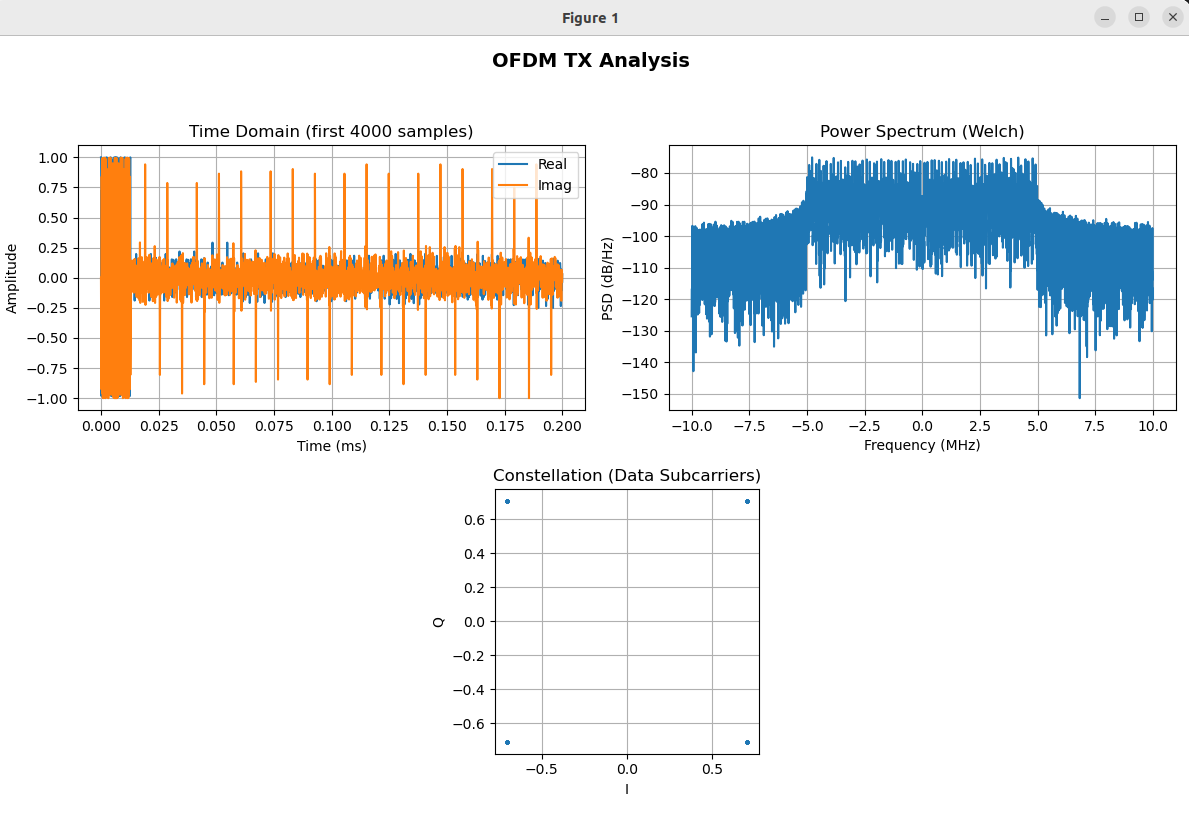 Figure 1
OFDM TX Analysis
Time Domain (first 4000 samples)
1.00
0.75
0.50
0.25
0.00
−0.25
−0.50
−0.75
−1.00
Amplitude
Real
Imag
0.000 0.025 0.050 0.075 0.100 0.125 0.150 0.175 0.200
Time (ms)
Power Spectrum (Welch)
−80
−90
−100
−110
−120
−130
−140
−150
PSD (dB/Hz)
−10.0 −7.5 −5.0 −2.5 0.0 2.5 5.0 7.5 10.0
Frequency (MHz)
Constellation (Data Subcarriers)
0.6
0.4
0.2
0.0
−0.2
−0.4
−0.6
Q
−0.5 0.0 0.5
I